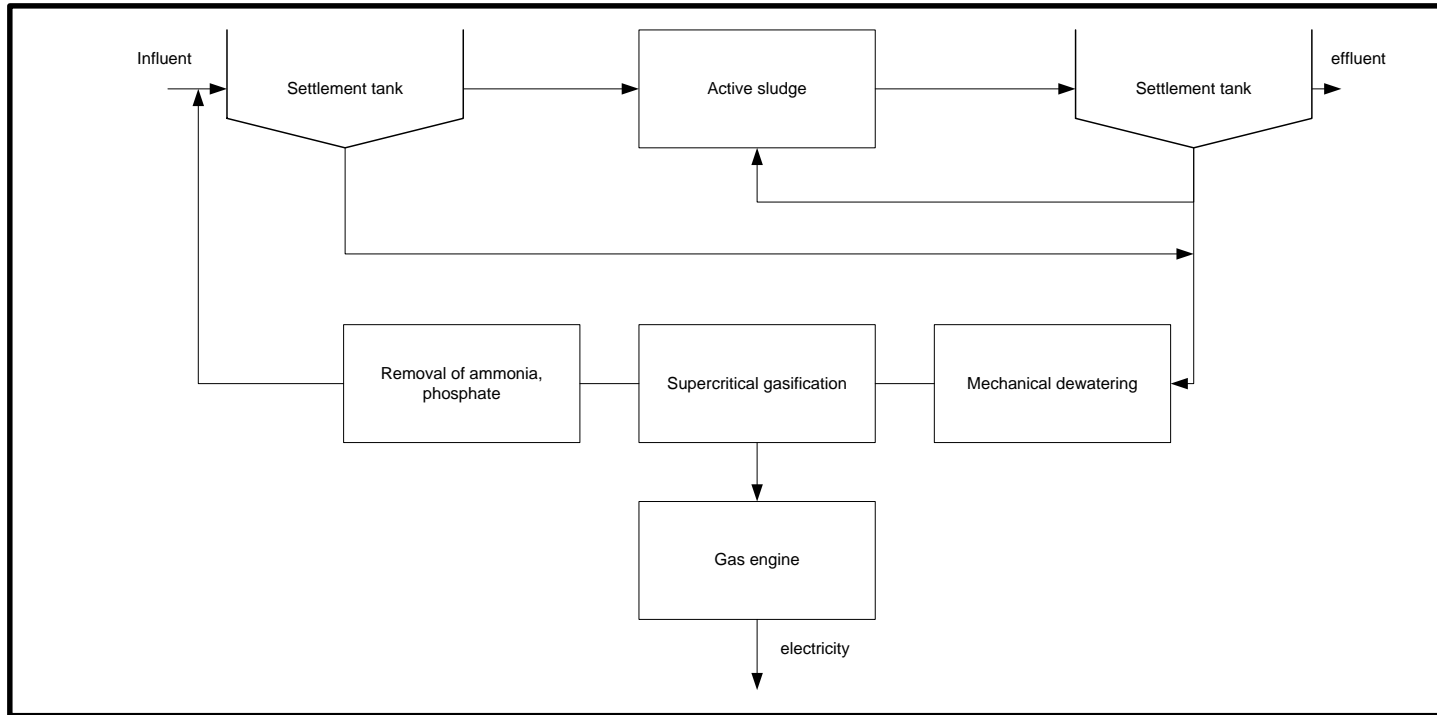 Influent
Settlement tank
Active sludge
Settlement tank
effluent
Removal of ammonia,
phosphate
Supercritical gasification
Mechanical dewatering
Gas engine
electricity